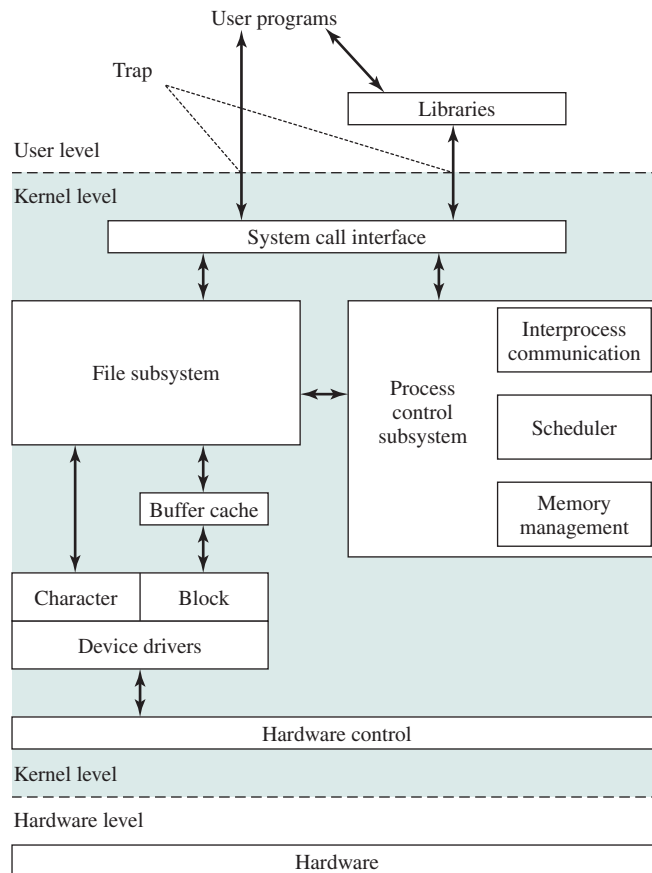 User programs
Trap
Libraries
User level
Kernel level
System call interface
File subsystem
Process
control
subsystem
Interprocess
communication
Scheduler
Memory
management
Buffer cache
Character
Block
Device drivers
Hardware control
Kernel level
Hardware level
Hardware